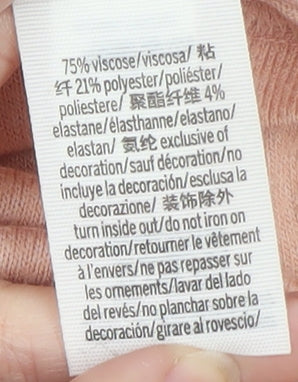 75% viscose/viscosa/ 粘
纤 21% polyester/poliéster/
poliestere/ 聚酯纤维 4%
elastane/élasthanne/elastano/
elastan/ 氨纶 exclusive of
decoration/sauf décoration/no
incluye la decoración/esclusa la
decorazione/ 装饰除外
turn inside out/do not iron on
decoration/retourner le vêtement
à l'envers/ne pas repasser sur
les ornements/lavar del lado
del revés/no planchar sobre la
decoración/girare al rovescio/